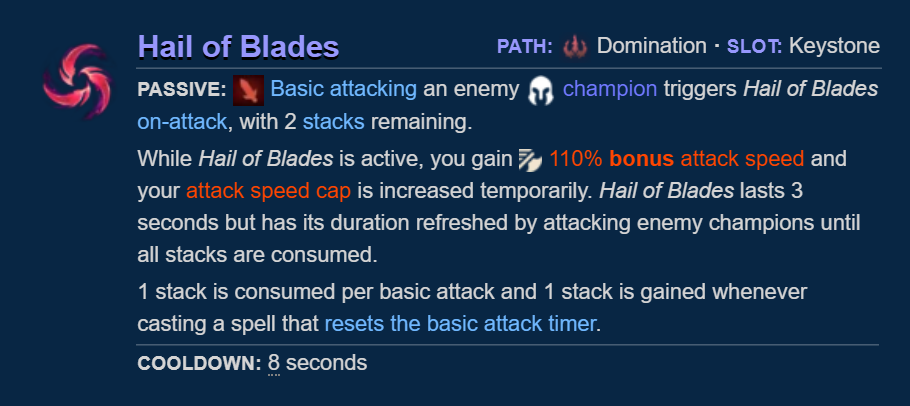 Hail of Blades PATH: Domination · SLOT: Keystone
PASSIVE: Basic attacking an enemy champion triggers Hail of Blades
on-attack, with 2 stacks remaining.
While Hail of Blades is active, you gain 110% bonus attack speed and
your attack speed cap is increased temporarily. Hail of Blades lasts 3
seconds but has its duration refreshed by attacking enemy champions until
all stacks are consumed.
1 stack is consumed per basic attack and 1 stack is gained whenever
casting a spell that resets the basic attack timer.
COOLDOWN: 8 seconds